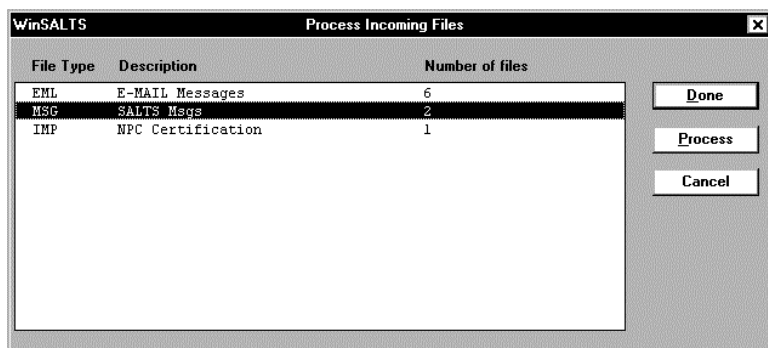 WinSALTS Process Incoming Files
File Type Description Number of files
EML E-MAIL Messages 6
MSG SALTS Msgs 2
IMP NPC Certification 1
Done
Process
Cancel